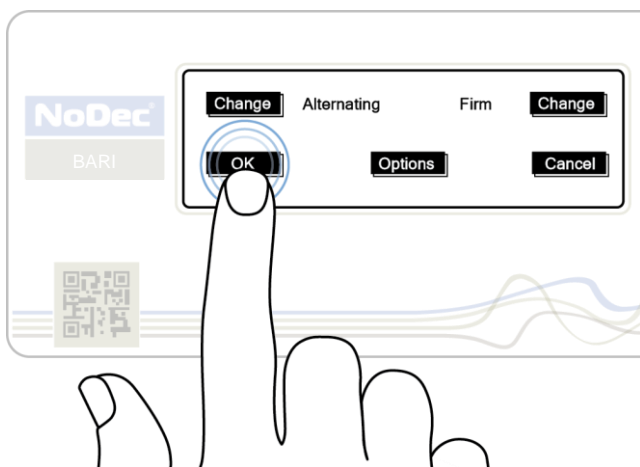 NoDec®
BARI
Change Alternating Firm Change
OK Options Cancel